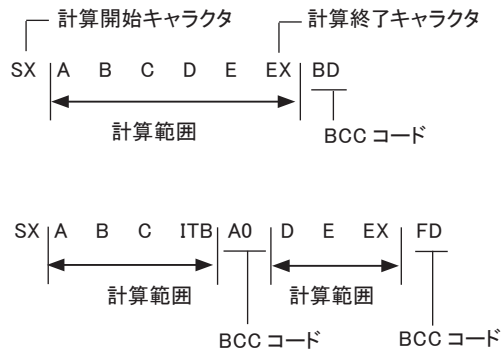 計算開始キャラクタ 計算終了キャラクタ
SX A B C D E EX BD
計算範囲
BCC コード
SX A B C ITB A0 D E EX FD
計算範囲 計算範囲
BCC コード BCC コード